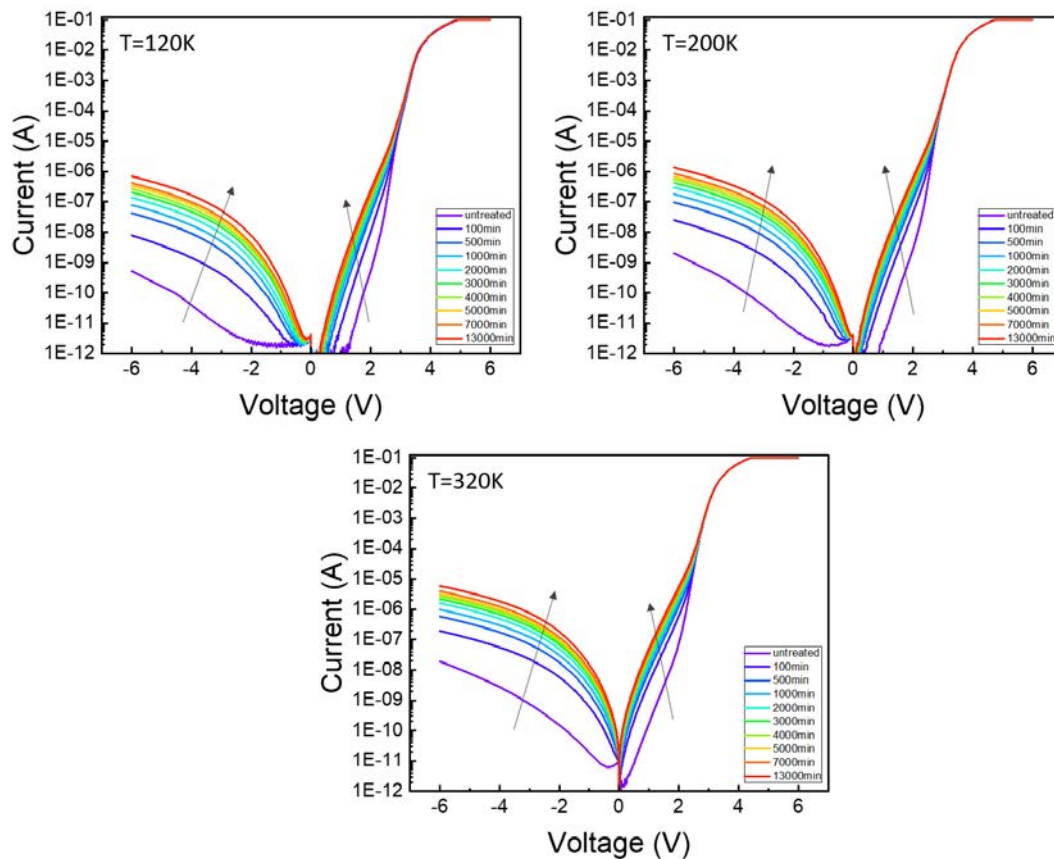 T=120K
1E-01
1E-02
1E-03
1E-04
1E-05
1E-06
1E-07
1E-08
1E-09
1E-10
1E-11
1E-12
Current (A)
-6 -4 -2 0 2 4 6
Voltage (V)
untreated
100min
500min
1000min
2000min
3000min
4000min
5000min
7000min
13000min
T=200K
1E-01
1E-02
1E-03
1E-04
1E-05
1E-06
1E-07
1E-08
1E-09
1E-10
1E-11
1E-12
Current (A)
-6 -4 -2 0 2 4 6
Voltage (V)
untreated
100min
500min
1000min
2000min
3000min
4000min
5000min
7000min
13000min
T=320K
1E-01
1E-02
1E-03
1E-04
1E-05
1E-06
1E-07
1E-08
1E-09
1E-10
1E-11
1E-12
Current (A)
-6 -4 -2 0 2 4 6
Voltage (V)
untreated
100min
500min
1000min
2000min
3000min
4000min
5000min
7000min
13000min